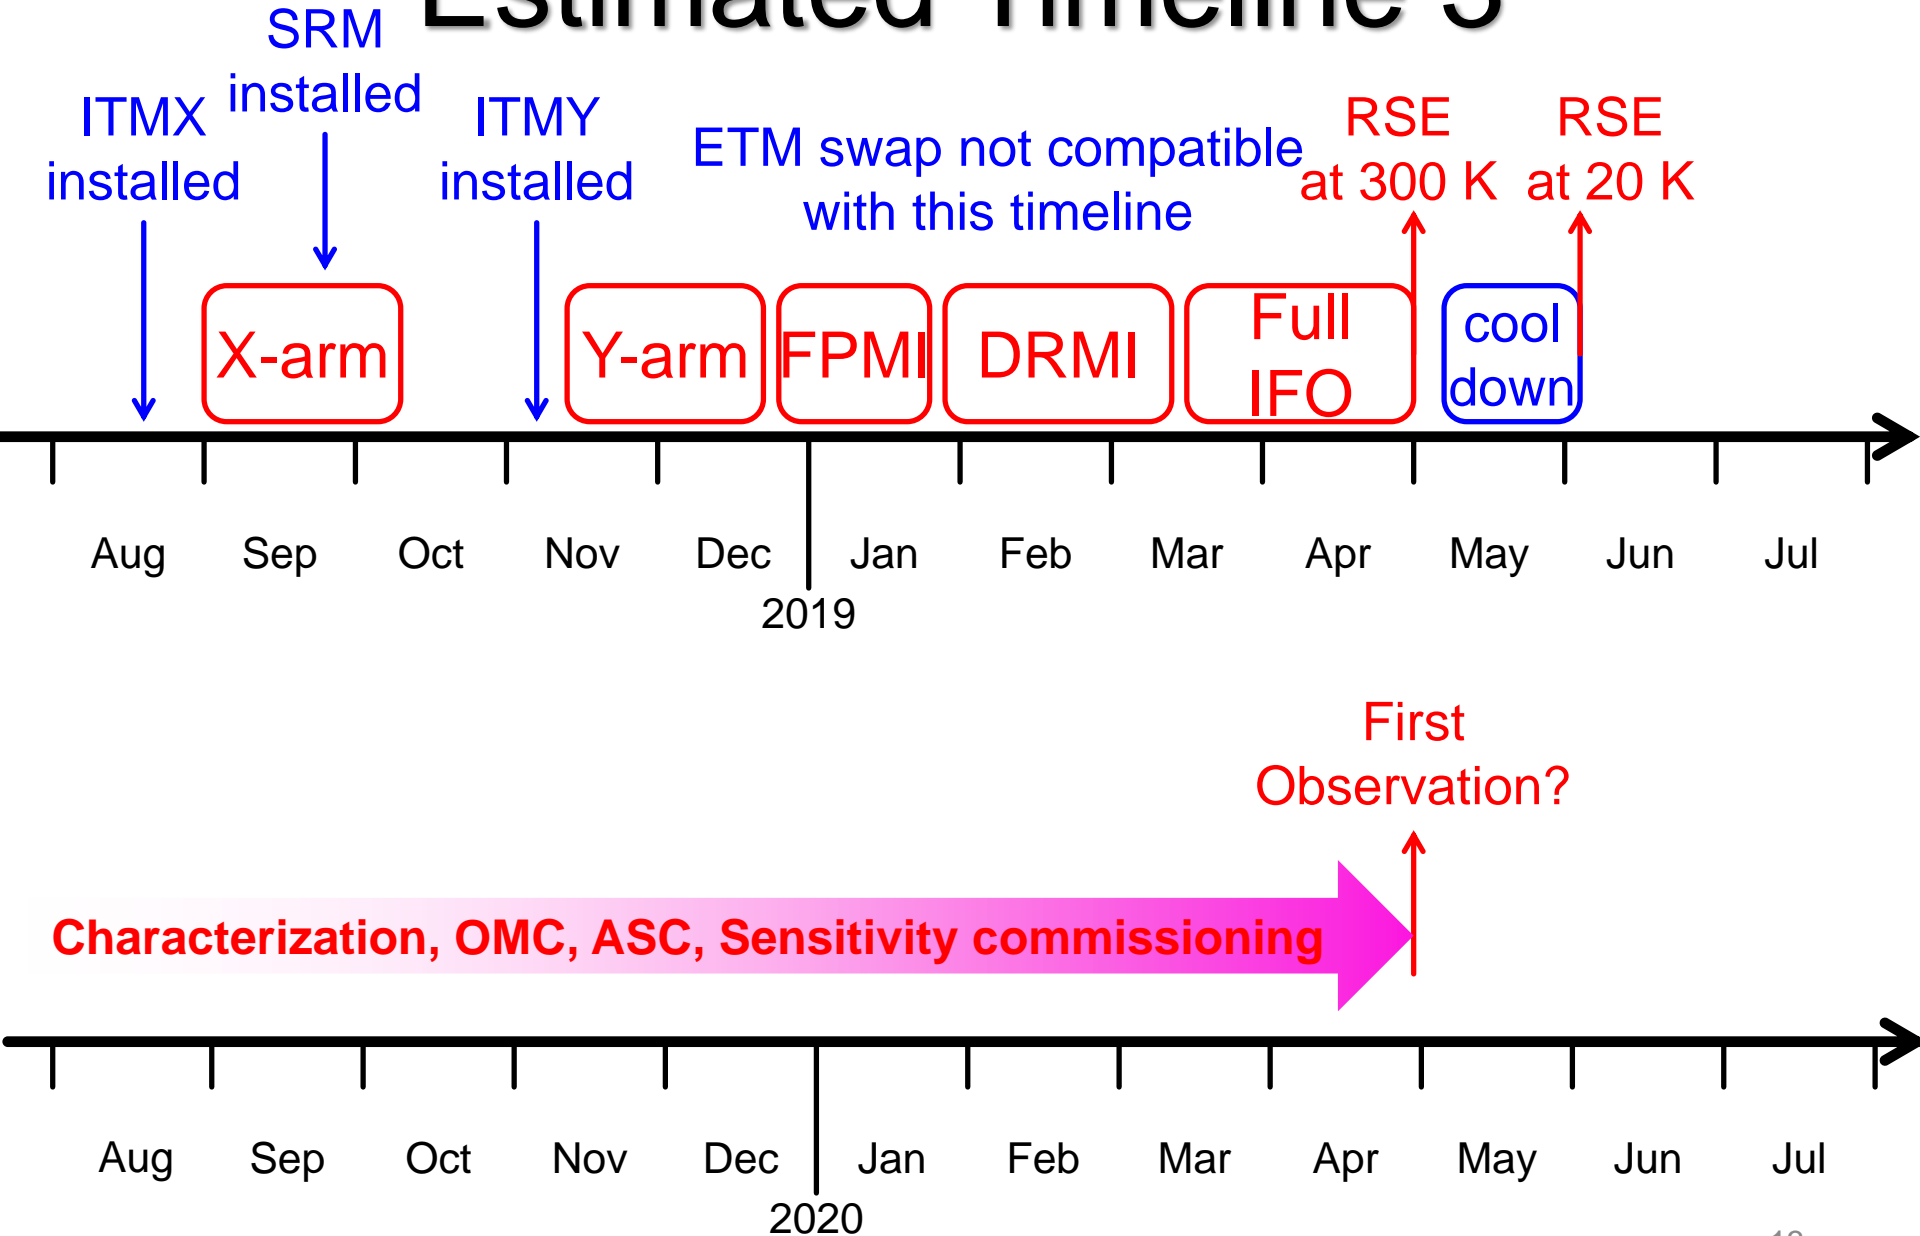 Estimated Timeline 3
SRM
installed
ITMX
installed
ITMY
installed
ETM swap not compatible
with this timeline
RSE
at 300 K
RSE
at 20 K
X-arm
Y-arm
FPMI
DRMI
Full
IFO
cool
down
Aug Sep Oct Nov Dec Jan Feb Mar Apr May Jun Jul
2019
First
Observation?
Characterization, OMC, ASC, Sensitivity commissioning
Aug Sep Oct Nov Dec Jan Feb Mar Apr May Jun Jul
2020